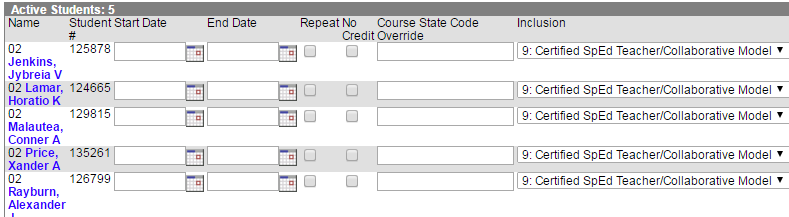 Active Students: 5
Name Student Start Date End Date Repeat No Course State Code Inclusion
# Credit Override
02 125878 9: Certified SpEd Teacher/Collaborative Model
Jenkins,
Jybreia V
02 Lamar, 124665 9: Certified SpEd Teacher/Collaborative Model
Horatio K
02 129815 9: Certified SpEd Teacher/Collaborative Model
Malautea,
Conner A
02 Price, 135261 9: Certified SpEd Teacher/Collaborative Model
Xander A
02 126799 9: Certified SpEd Teacher/Collaborative Model
Rayburn,
Alexander